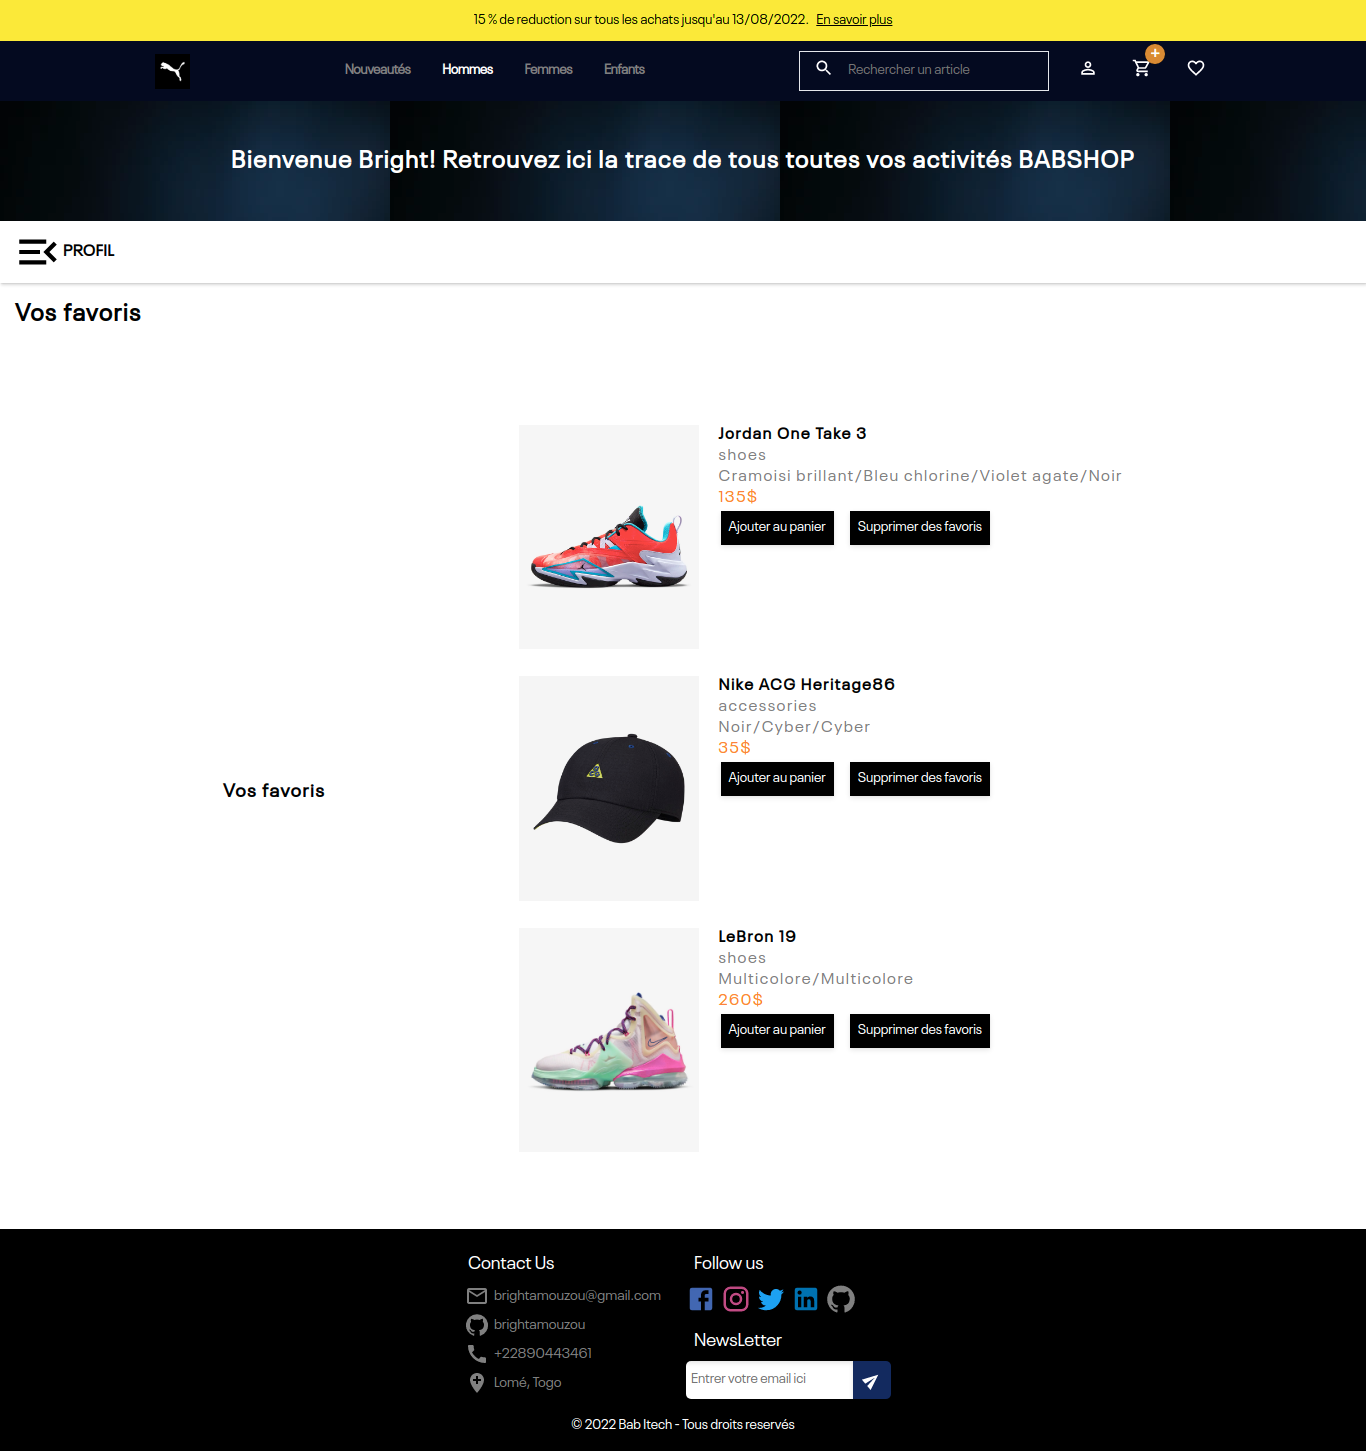 15 % de reduction sur tous les achats jusqu'au 13/08/2022. En savoir plus
Nouveautés Hommes Femmes Enfants Rechercher un article +
Bienvenue Bright! Retrouvez ici la trace de tous toutes vos activités BABSHOP
PROFIL
Vos favoris
Jordan One Take 3
shoes
Cramoisi brillant/Bleu chlorine/Violet agate/Noir
135$
Ajouter au panier Supprimer des favoris
Nike ACG Heritage86
accessories
Noir/Cyber/Cyber
35$
Ajouter au panier Supprimer des favoris
Vos favoris
LeBron 19
shoes
Multicolore/Multicolore
260$
Ajouter au panier Supprimer des favoris
Contact Us
brightamouzou@gmail.com
brightamouzou
+22890443461
Lomé, Togo
Follow us
NewsLetter
Entrer votre email ici
© 2022 Bab Itech - Tous droits reservés